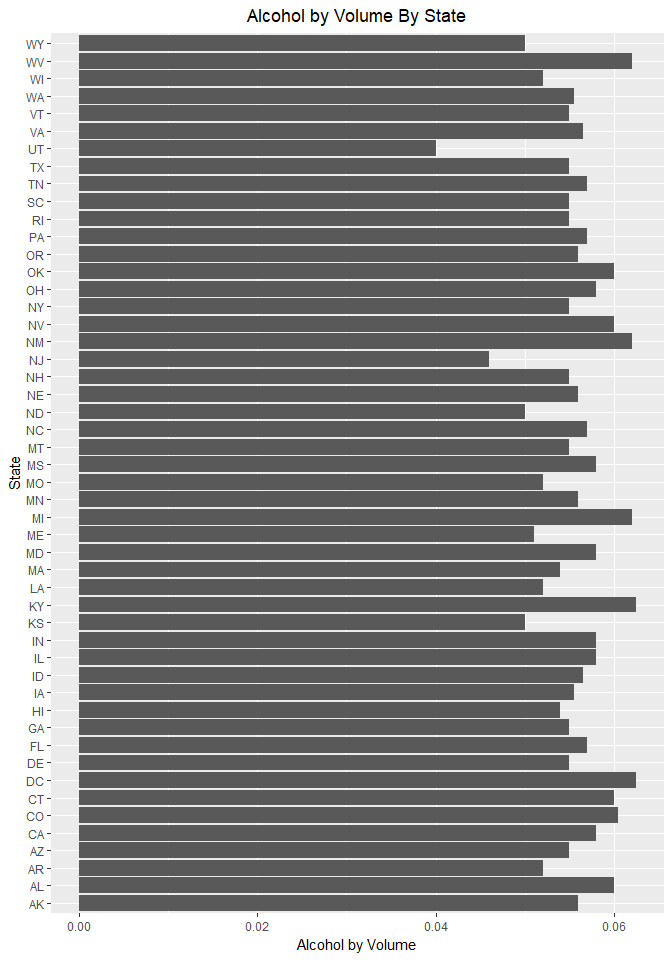 Alcohol by Volume By State
WY
WV
WI
WA
VT
VA
UT
TX
TN
SC
RI
PA
OR
OK
OH
NY
NV
NM
NJ
NH
NE
ND
NC
MT
MS
MO
MN
MI
ME
MD
MA
LA
KY
KS
IN
IL
ID
IA
HI
GA
FL
DE
DC
CT
CO
CA
AZ
AR
AL
AK
State
0.00 0.02 0.04 0.06
Alcohol by Volume